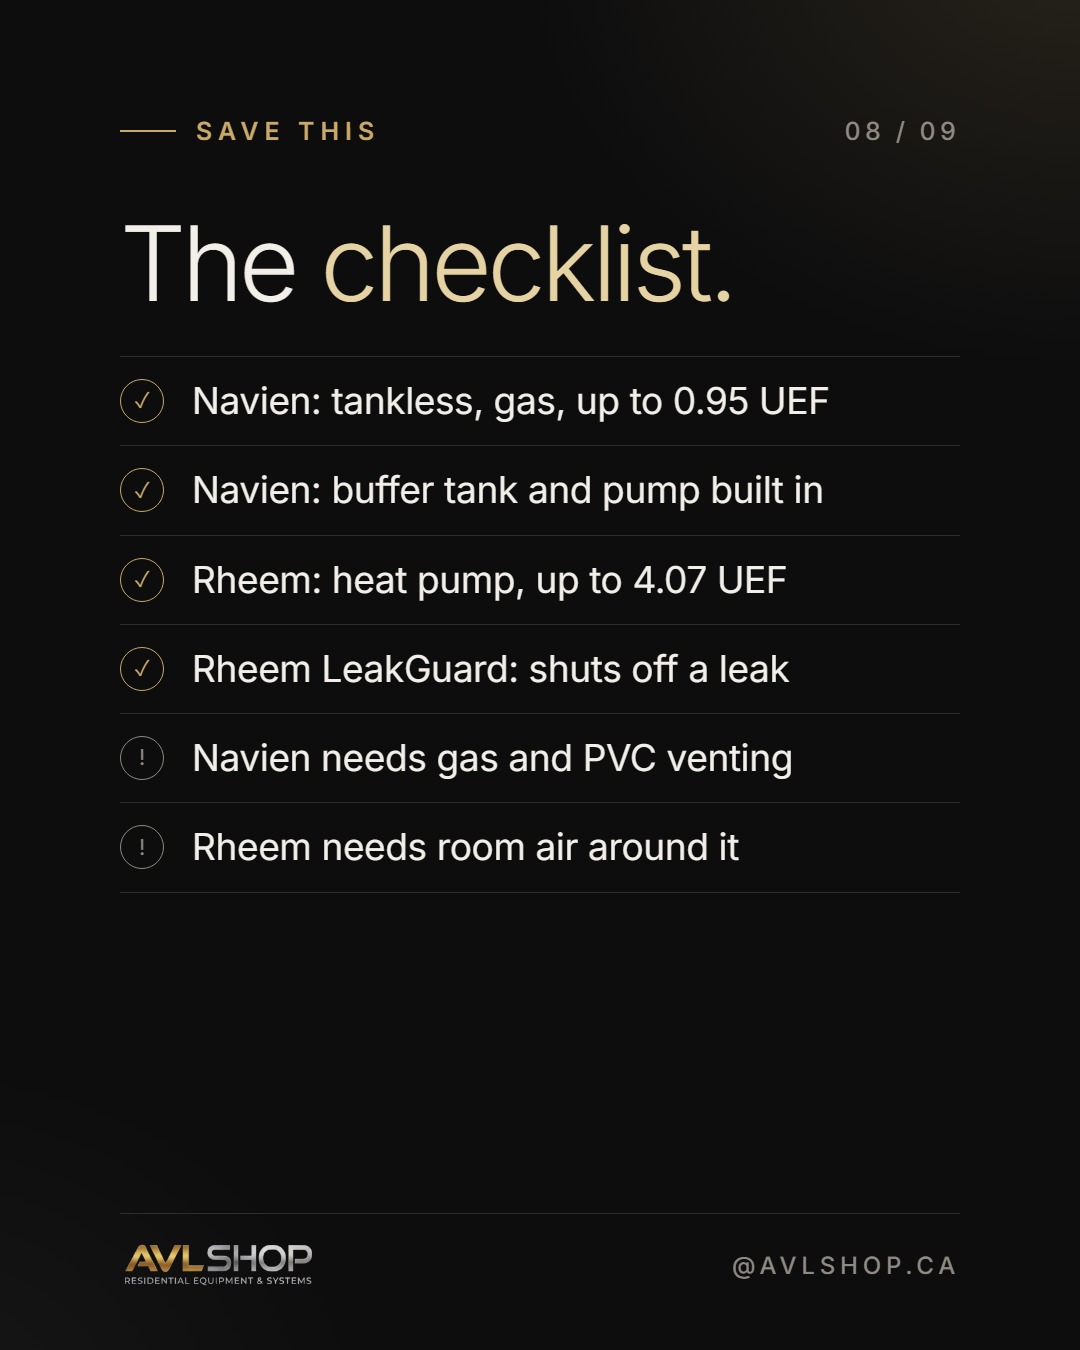 SAVE THIS
08 / 09
The checklist.
✓ Navien: tankless, gas, up to 0.95 UEF
✓ Navien: buffer tank and pump built in
✓ Rheem: heat pump, up to 4.07 UEF
✓ Rheem LeakGuard: shuts off a leak
! Navien needs gas and PVC venting
! Rheem needs room air around it
AVLSHOP
RESIDENTIAL EQUIPMENT & SYSTEMS
@AVLSHOP.CA